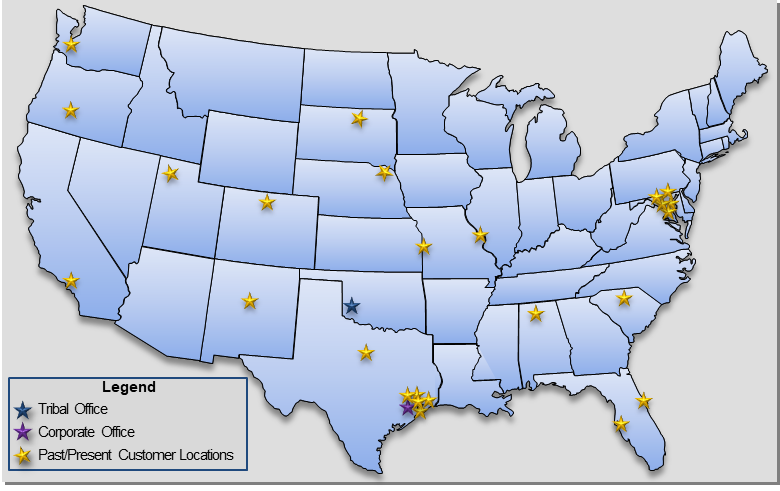 Legend
Tribal Office
Corporate Office
Past/Present Customer Locations